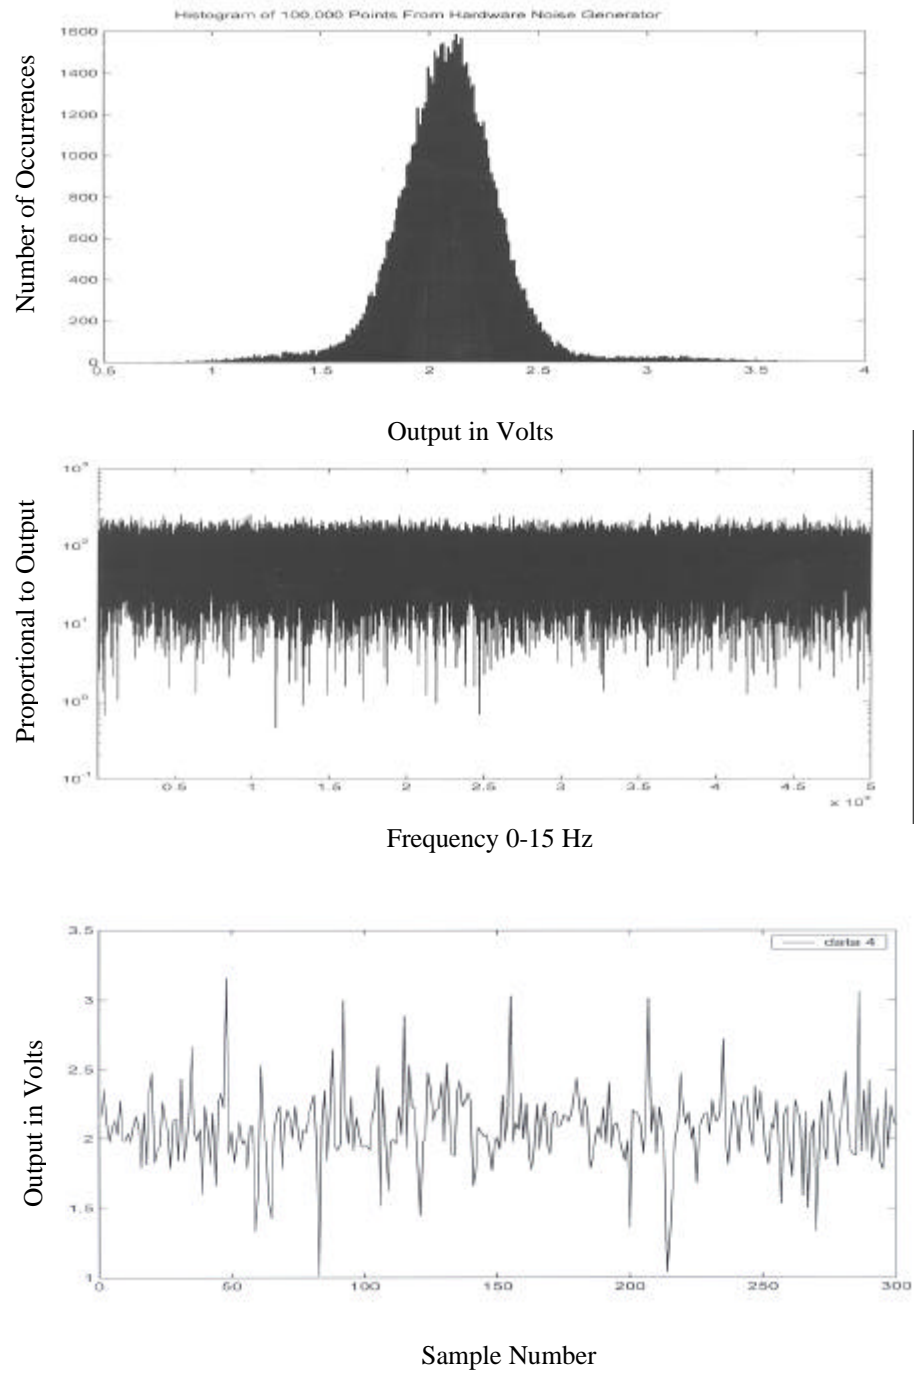 Histogram of 100,000 Points From Hardware Noise Generator
Number of Occurrences
1600
1400
1200
1000
800
600
400
200
0
0.5 1 1.5 2 2.5 3 3.5 4
Output in Volts
Proportional to Output
10³
10²
10¹
10⁰
10⁻¹
0.5 1 1.5 2 2.5 3 3.5 4 4.5 5
Frequency 0-15 Hz
Output in Volts
3.5
3
2.5
2
1.5
1
data 4
0 50 100 150 200 250 300
Sample Number